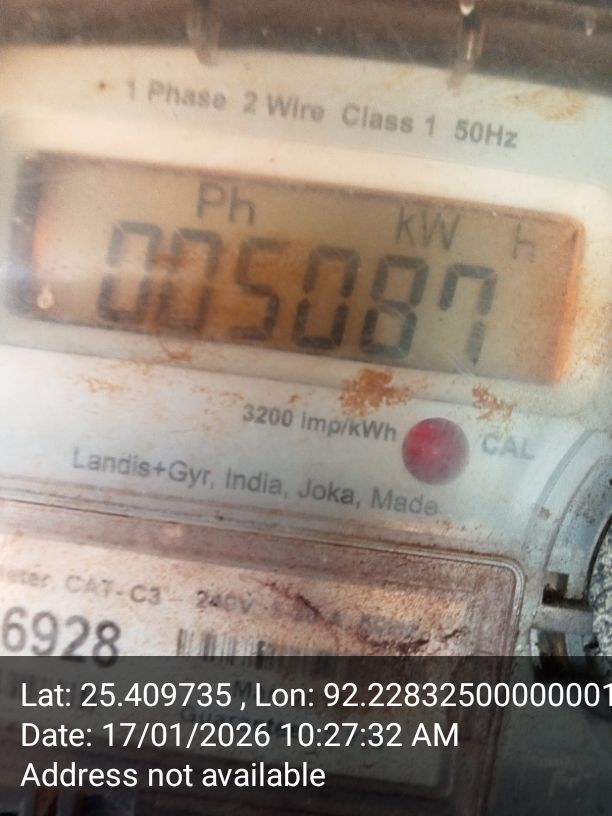 1 Phase 2 Wire Class 1 50Hz
Ph kW h
005087
3200 imp/kWh
CAL
Landis+Gyr, India, Joka, Made
CAT-C3 240V
6928
Lat: 25.409735 , Lon: 92.22832500000001
Date: 17/01/2026 10:27:32 AM
Address not available